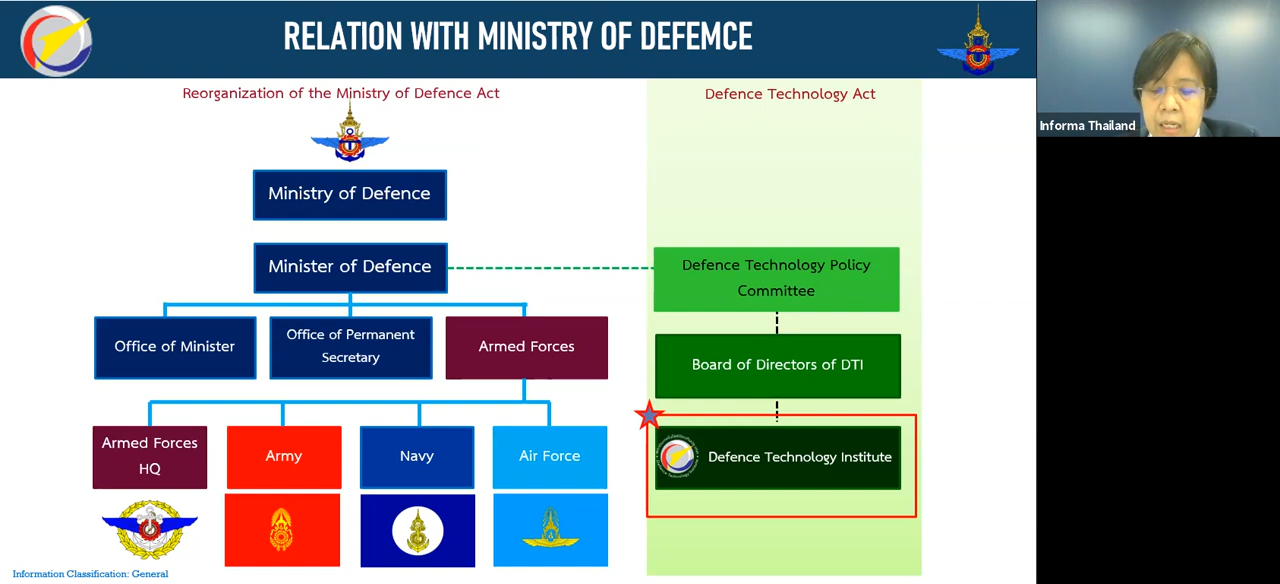 RELATION WITH MINISTRY OF DEFEMCE
Informa Thailand
Reorganization of the Ministry of Defence Act
Defence Technology Act
Ministry of Defence
Minister of Defence
Defence Technology Policy
Committee
Office of Minister
Office of Permanent
Secretary
Armed Forces
Board of Directors of DTI
Armed Forces
HQ
Army
Navy
Air Force
Defence Technology Institute
Information Classification: General